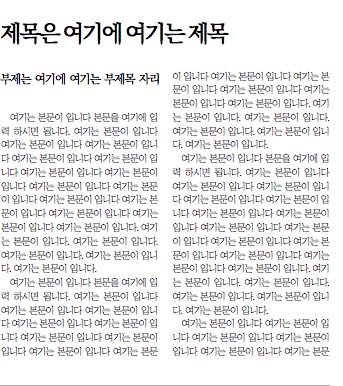 제목은 여기에 여기는 제목
부제는 여기에 여기는 부제목 자리
여기는 본문이 입니다 본문을 여기에 입
력 하시면 됩니다. 여기는 본문이 입니다
여기는 본문이 입니다 여기는 본문이 입니
다 여기는 본문이 입니다 여기는 본문이 입
니다 여기는 본문이 입니다 여기는 본문이
입니다 여기는 본문이 입니다 여기는 본문
이 입니다 여기는 본문이 입니다 여기는 본
문이 입니다 여기는 본문이 입니다 여기는
본문이 입니다 여기는 본문이 입니다. 여기
는 본문이 입니다. 여기는 본문이 입니다.
여기는 본문이 입니다. 여기는 본문이 입니
다. 여기는 본문이 입니다.
여기는 본문이 입니다 본문을 여기에 입
력 하시면 됩니다. 여기는 본문이 입니다
여기는 본문이 입니다 여기는 본문이 입니
다 여기는 본문이 입니다 여기는 본문이 입
니다 여기는 본문이 입니다 여기는 본문
이 입니다 여기는 본문이 입니다 여기는 본
문이 입니다 여기는 본문이 입니다 여기는
본문이 입니다 여기는 본문이 입니다. 여기
는 본문이 입니다. 여기는 본문이 입니다.
여기는 본문이 입니다. 여기는 본문이 입니
다. 여기는 본문이 입니다.
여기는 본문이 입니다 본문을 여기에 입
력 하시면 됩니다. 여기는 본문이 입니다
여기는 본문이 입니다 여기는 본문이 입니
다 여기는 본문이 입니다 여기는 본문이 입
니다 여기는 본문이 입니다 여기는 본문이
입니다 여기는 본문이 입니다 여기는 본문
이 입니다 여기는 본문이 입니다 여기는 본
문이 입니다 여기는 본문이 입니다 여기는
본문이 입니다 여기는 본문이 입니다. 여기
는 본문이 입니다. 여기는 본문이 입니다.
여기는 본문이 입니다. 여기는 본문이 입니
다. 여기는 본문이 입니다.
여기는 본문이 입니다 본문이 입니다 여
입니다 여기는 본문이 입니다 여기는 본문